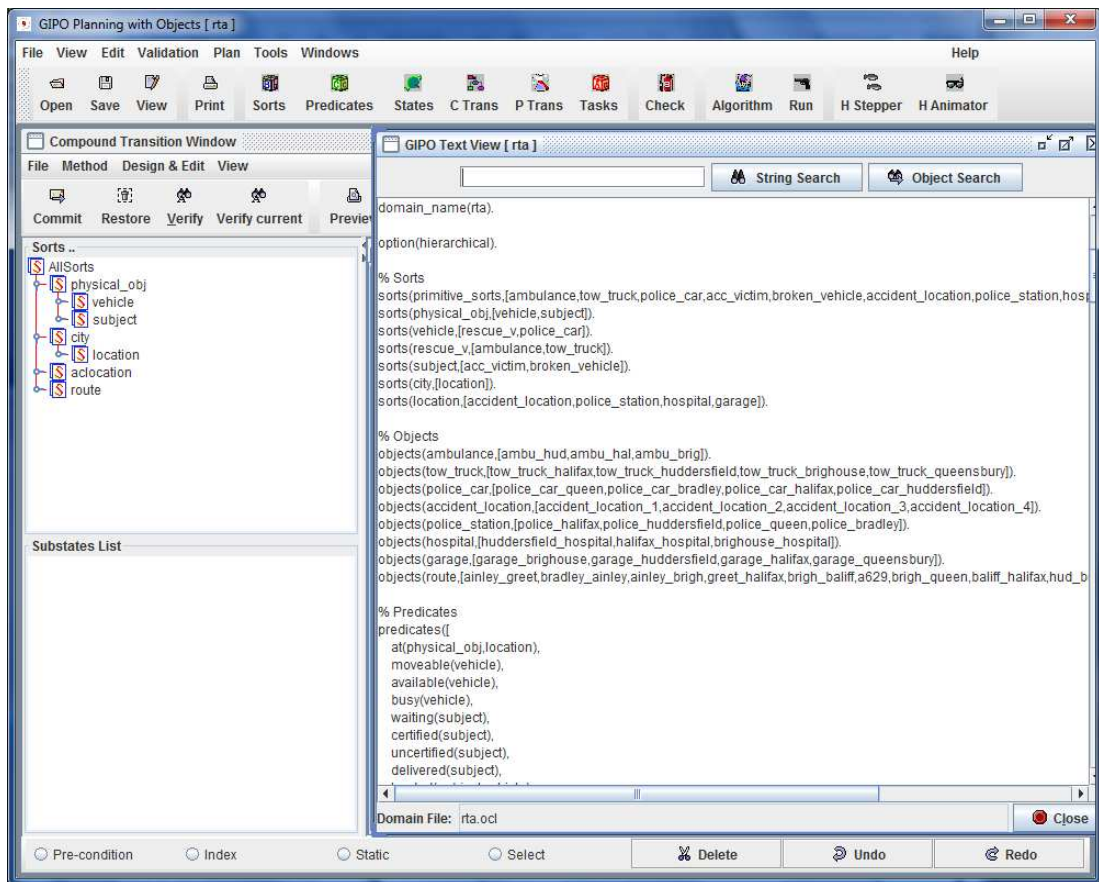 GIPO Planning with Objects [ rta ]
File View Edit Validation Plan Tools Windows Help
Open Save View Print Sorts Predicates States C Trans P Trans Tasks Check Algorithm Run H Stepper H Animator
Compound Transition Window
File Method Design & Edit View
Commit Restore Verify Verify current
Sorts ..
AllSorts
physical_obj
vehicle
subject
city
location
aclocation
route
Substates List
GIPO Text View [ rta ]
String Search Object Search
domain_name(rta).
option(hierarchical).
% Sorts
sorts(primitive_sorts,[ambulance,tow_truck,police_car,acc_victim,broken_vehicle,accident_location,police_station,
sorts(physical_obj,[vehicle,subject]).
sorts(vehicle,[rescue_v,police_car]).
sorts(rescue_v,[ambulance,tow_truck]).
sorts(subject,[acc_victim,broken_vehicle]).
sorts(city,[location]).
sorts(location,[accident_location,police_station,hospital,garage]).
% Objects
objects(ambulance,[ambu_hud,ambu_hal,ambu_brig]).
objects(tow_truck,[tow_truck_halifax,tow_truck_huddersfield,tow_truck_brighouse,tow_truck_queensbury]).
objects(police_car,[police_car_queen,police_car_bradley,police_car_halifax,police_car_huddersfield]).
objects(accident_location,[accident_location_1,accident_location_2,accident_location_3,accident_location_4]).
objects(police_station,[police_halifax,police_huddersfield,police_queen,police_bradley]).
objects(hospital,[huddersfield_hospital,halifax_hospital,brighouse_hospital]).
objects(garage,[garage_brighouse,garage_huddersfield,garage_halifax,garage_queensbury]).
objects(route,[ainley_greet,bradley_ainley,ainley_brigh,greet_halifax,brigh_baliff,a629,brigh_queen,baliff_halifax,hud_b
% Predicates
predicates([
at(physical_obj,location),
moveable(vehicle),
available(vehicle),
busy(vehicle),
waiting(subject),
certified(subject),
uncertified(subject),
delivered(subject),
Domain File: rta.ocl Close
Pre-condition Index Static Select Delete Undo Redo